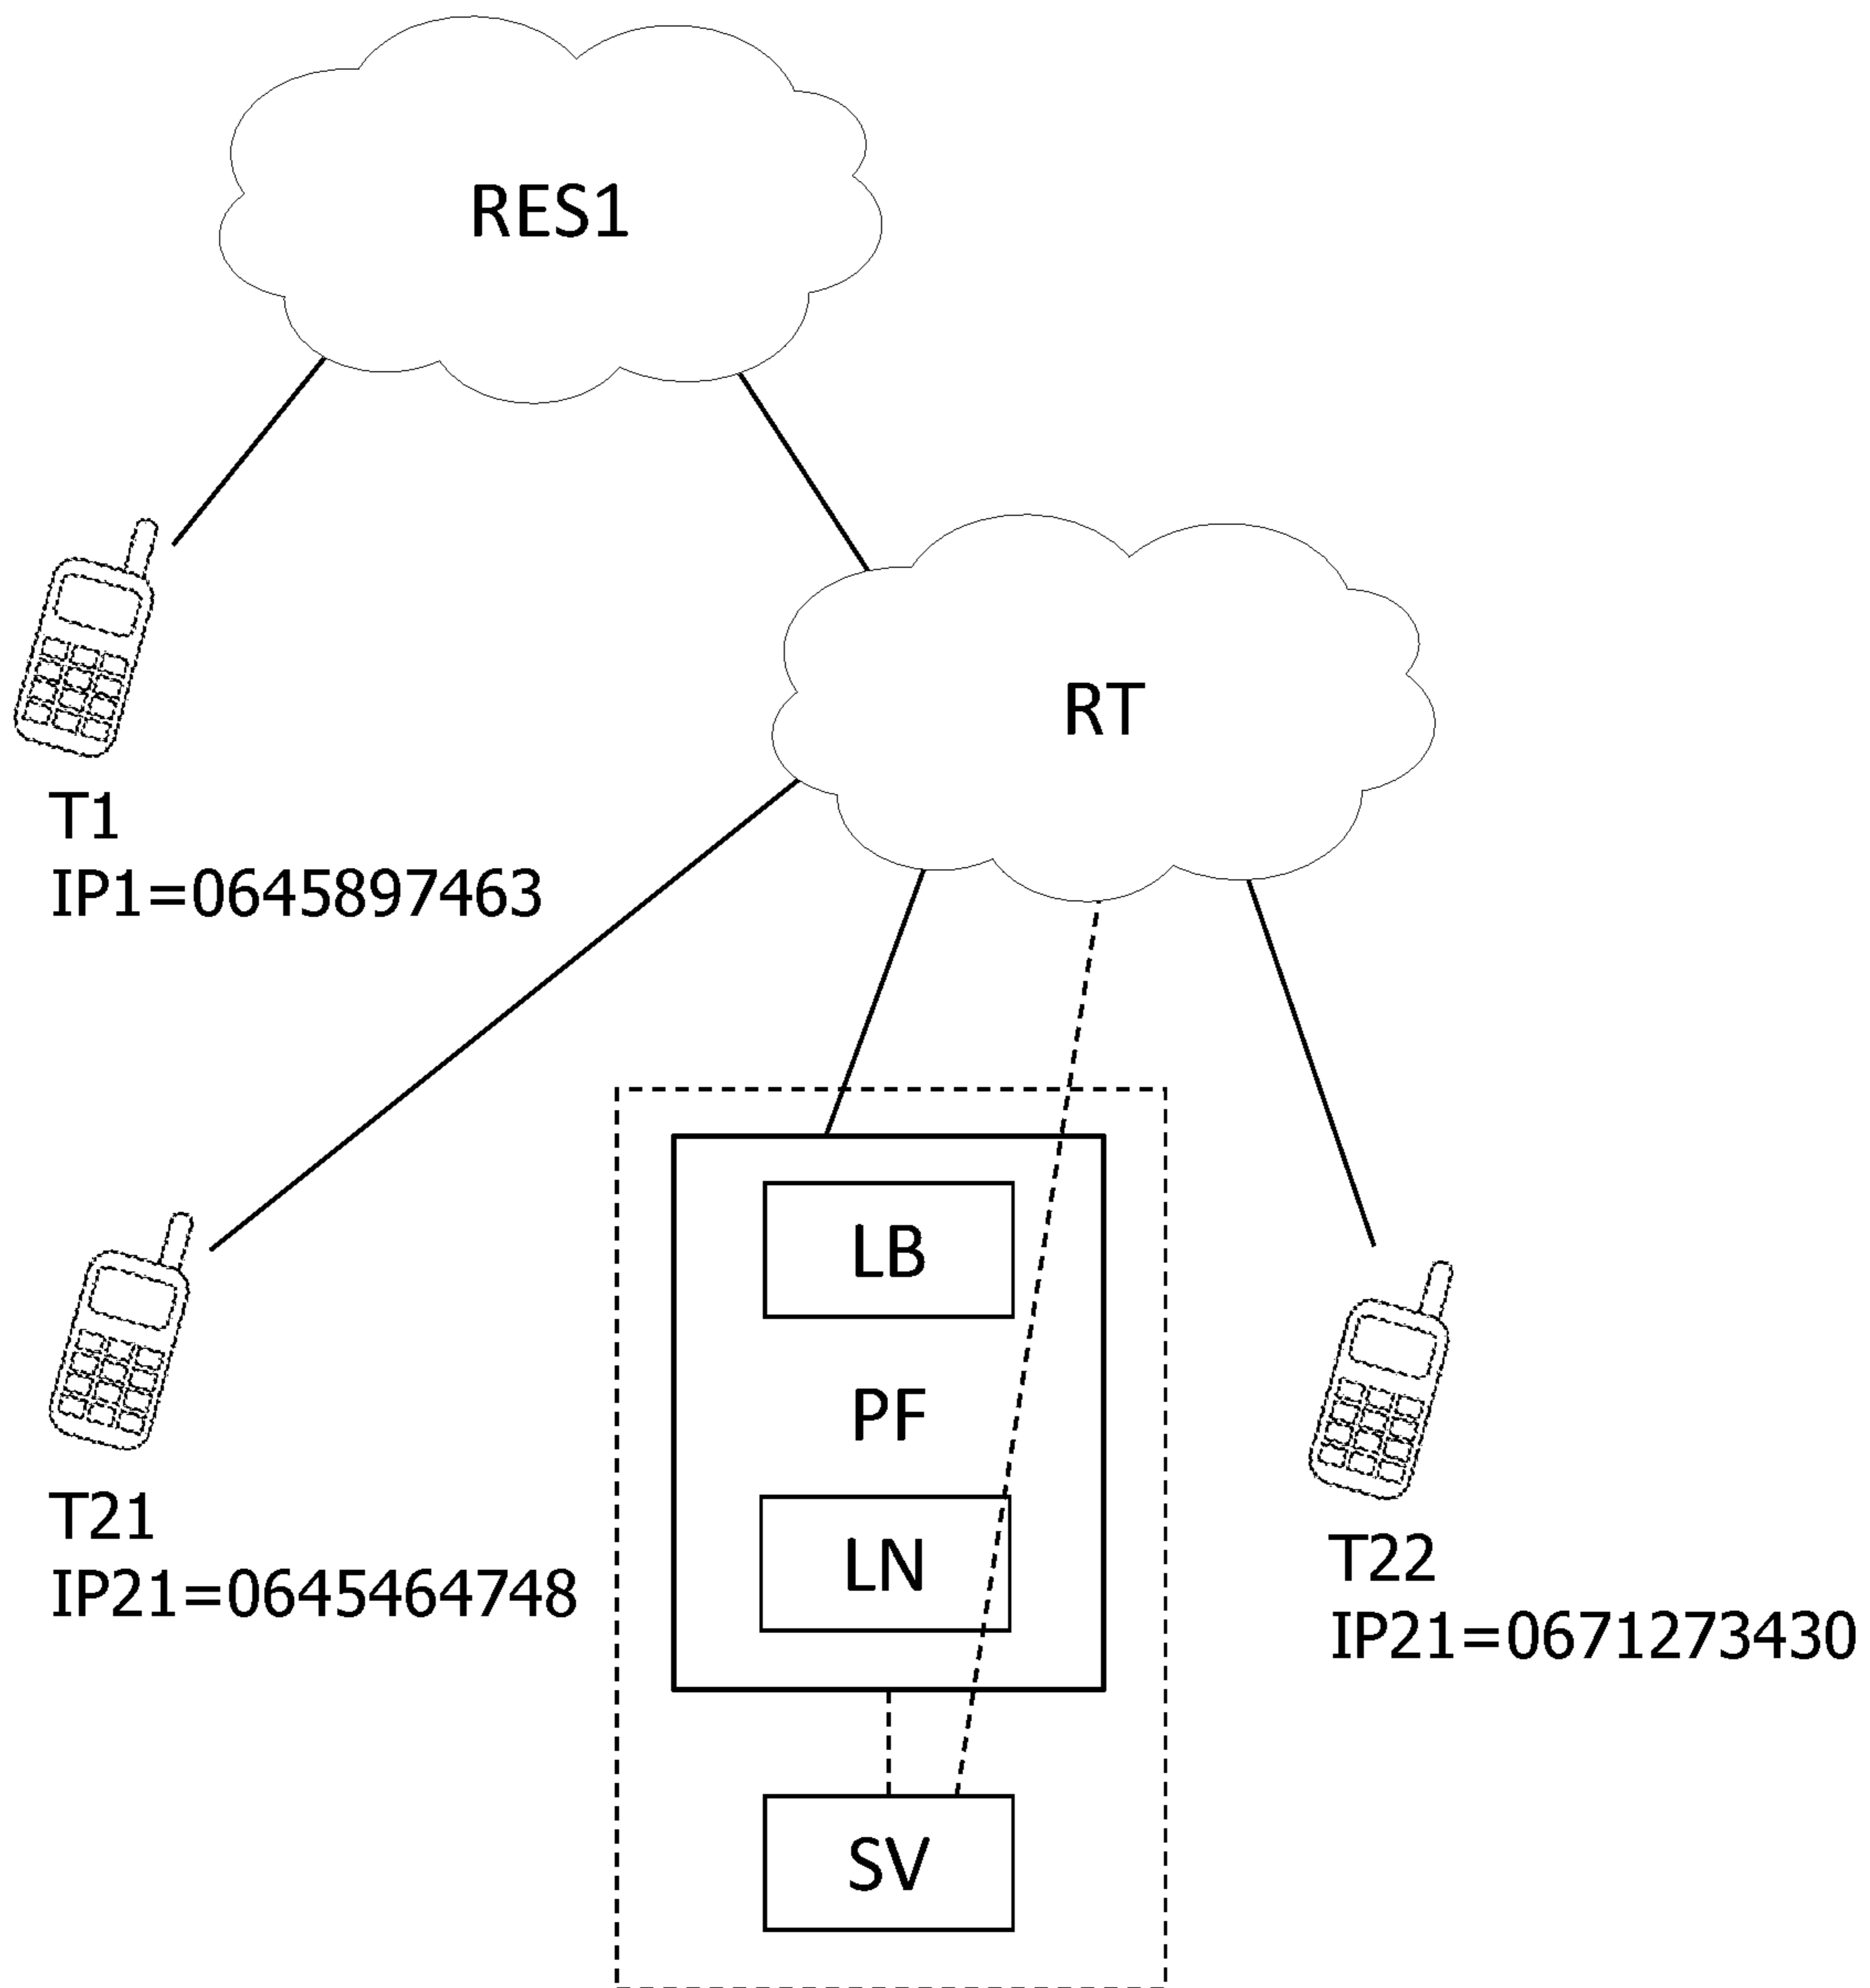 RES1
RT
T1
IP1=0645897463
LB
PF
T21
IP21=0645464748
LN
T22
IP21=0671273430
SV